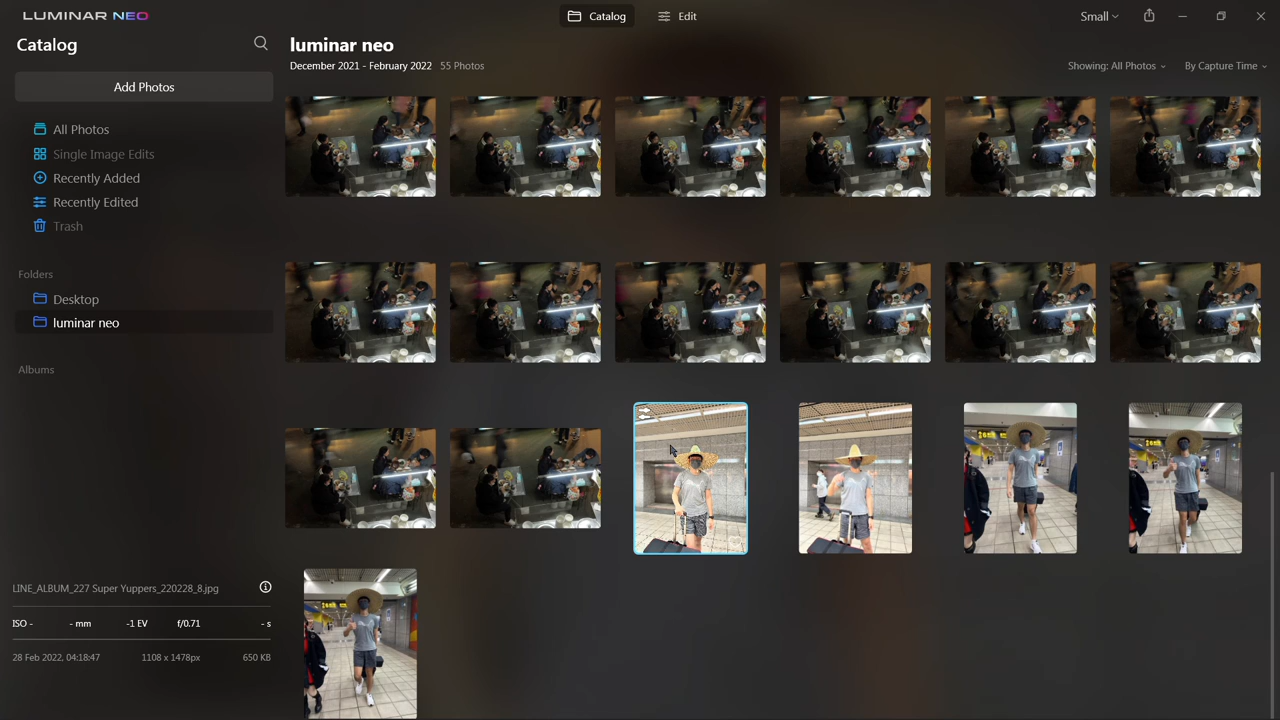 LUMINAR NEO
Catalog
Edit
Small
Catalog
luminar neo
December 2021 - February 2022 55 Photos
Showing: All Photos
By Capture Time
Add Photos
All Photos
Single Image Edits
Recently Added
Recently Edited
Trash
Folders
Desktop
luminar neo
Albums
LINE_ALBUM_227 Super Yuppers_220228_8.jpg
ISO - - mm -1 EV f/0.71 - s
28 Feb 2022, 04:18:47 1108 x 1478px 650 KB